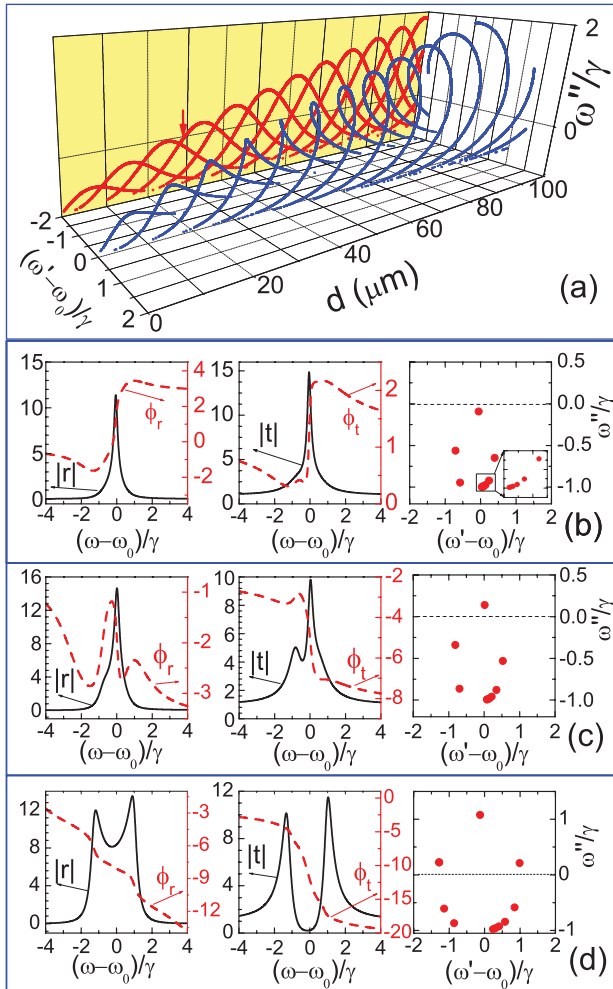 2
0
ω''/γ
-2
-1
0
1
2
(ω'−ω₀)/γ
0
20
40
60
80
100
d (μm)
(a)
15
10
5
0
|r|
ϕr
4
2
0
-2
-4 -2 0 2 4
(ω−ω₀)/γ
15
10
5
0
|t|
ϕt
2
1
0
-4 -2 0 2 4
(ω−ω₀)/γ
0.5
0.0
-0.5
-1.0
ω''/γ
-2 -1 0 1 2
(ω'−ω₀)/γ
(b)
16
12
8
4
0
|r|
ϕr
-1
-2
-3
-4 -2 0 2 4
(ω−ω₀)/γ
10
8
6
4
2
0
|t|
ϕt
-2
-4
-6
-8
-4 -2 0 2 4
(ω−ω₀)/γ
0.5
0.0
-0.5
-1.0
ω''/γ
-2 -1 0 1 2
(ω'−ω₀)/γ
(c)
12
8
4
0
|r|
ϕr
-3
-6
-9
-12
-4 -2 0 2 4
(ω−ω₀)/γ
12
8
4
0
|t|
ϕt
0
-5
-10
-15
-20
-4 -2 0 2 4
(ω−ω₀)/γ
1
0
-1
ω''/γ
-2 -1 0 1 2
(ω'−ω₀)/γ
(d)